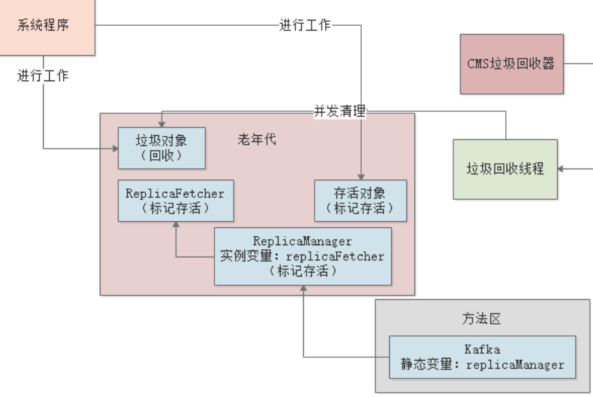 系统程序
进行工作
进行工作
CMS垃圾回收器
并发清理
垃圾对象
（回收）
老年代
垃圾回收线程
ReplicaFetcher
（标记存活）
存活对象
（标记存活）
ReplicaManager
实例变量：replicaFetcher
（标记存活）
方法区
Kafka
静态变量：replicaManager